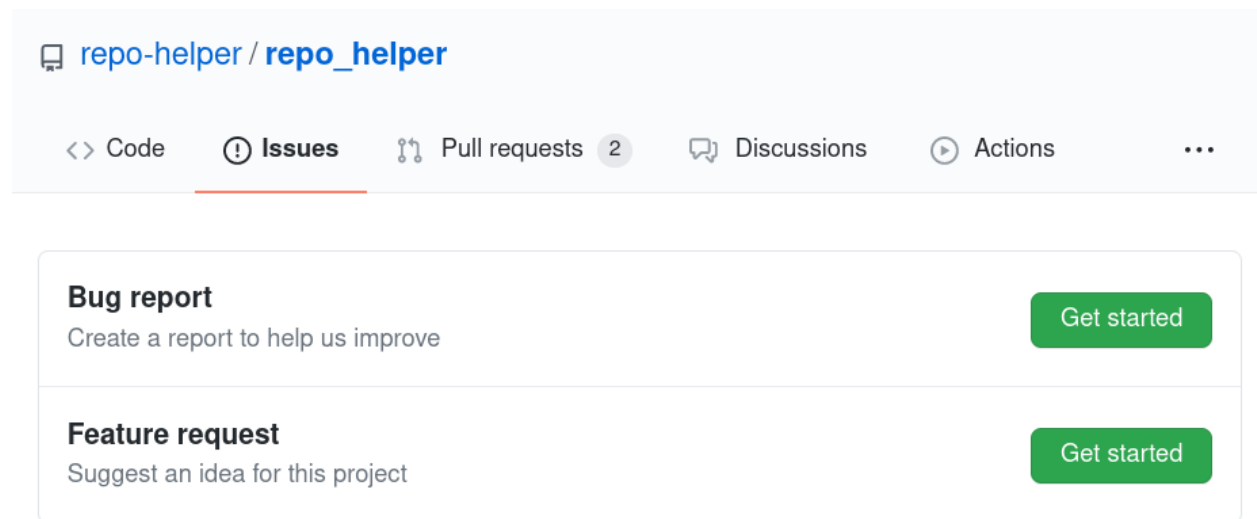 repo-helper / repo_helper
Code Issues Pull requests 2 Discussions Actions ...
Bug report
Create a report to help us improve
Get started
Feature request
Suggest an idea for this project
Get started